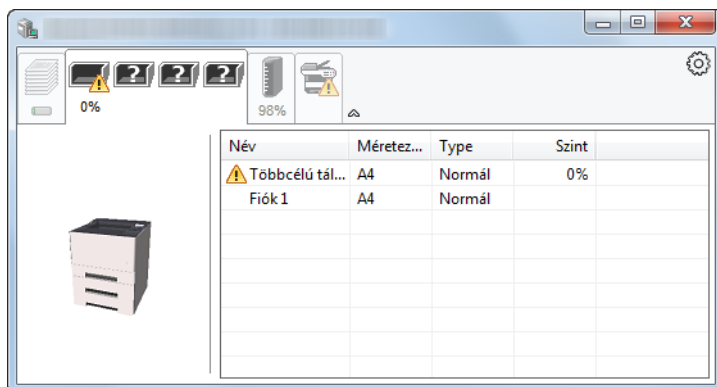 ? ? ?
0% 98%
Név Méretez... Type Szint
Többcélú tál... A4 Normál 0%
Fiók 1 A4 Normál